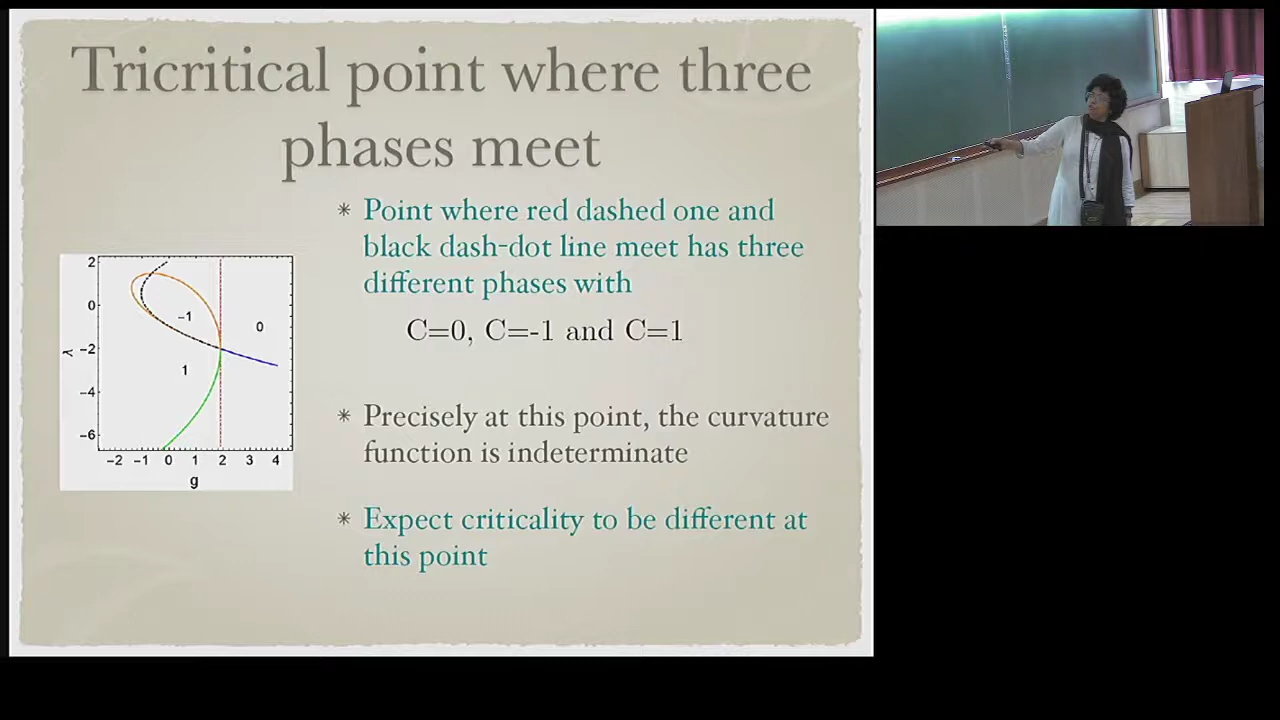 Tricritical point where three
phases meet
* Point where red dashed one and
black dash-dot line meet has three
different phases with
C=0, C=-1 and C=1
* Precisely at this point, the curvature
function is indeterminate
* Expect criticality to be different at
this point
2
0
−2
−4
−6
λ
−1
0
1
−2 −1 0 1 2 3 4
g